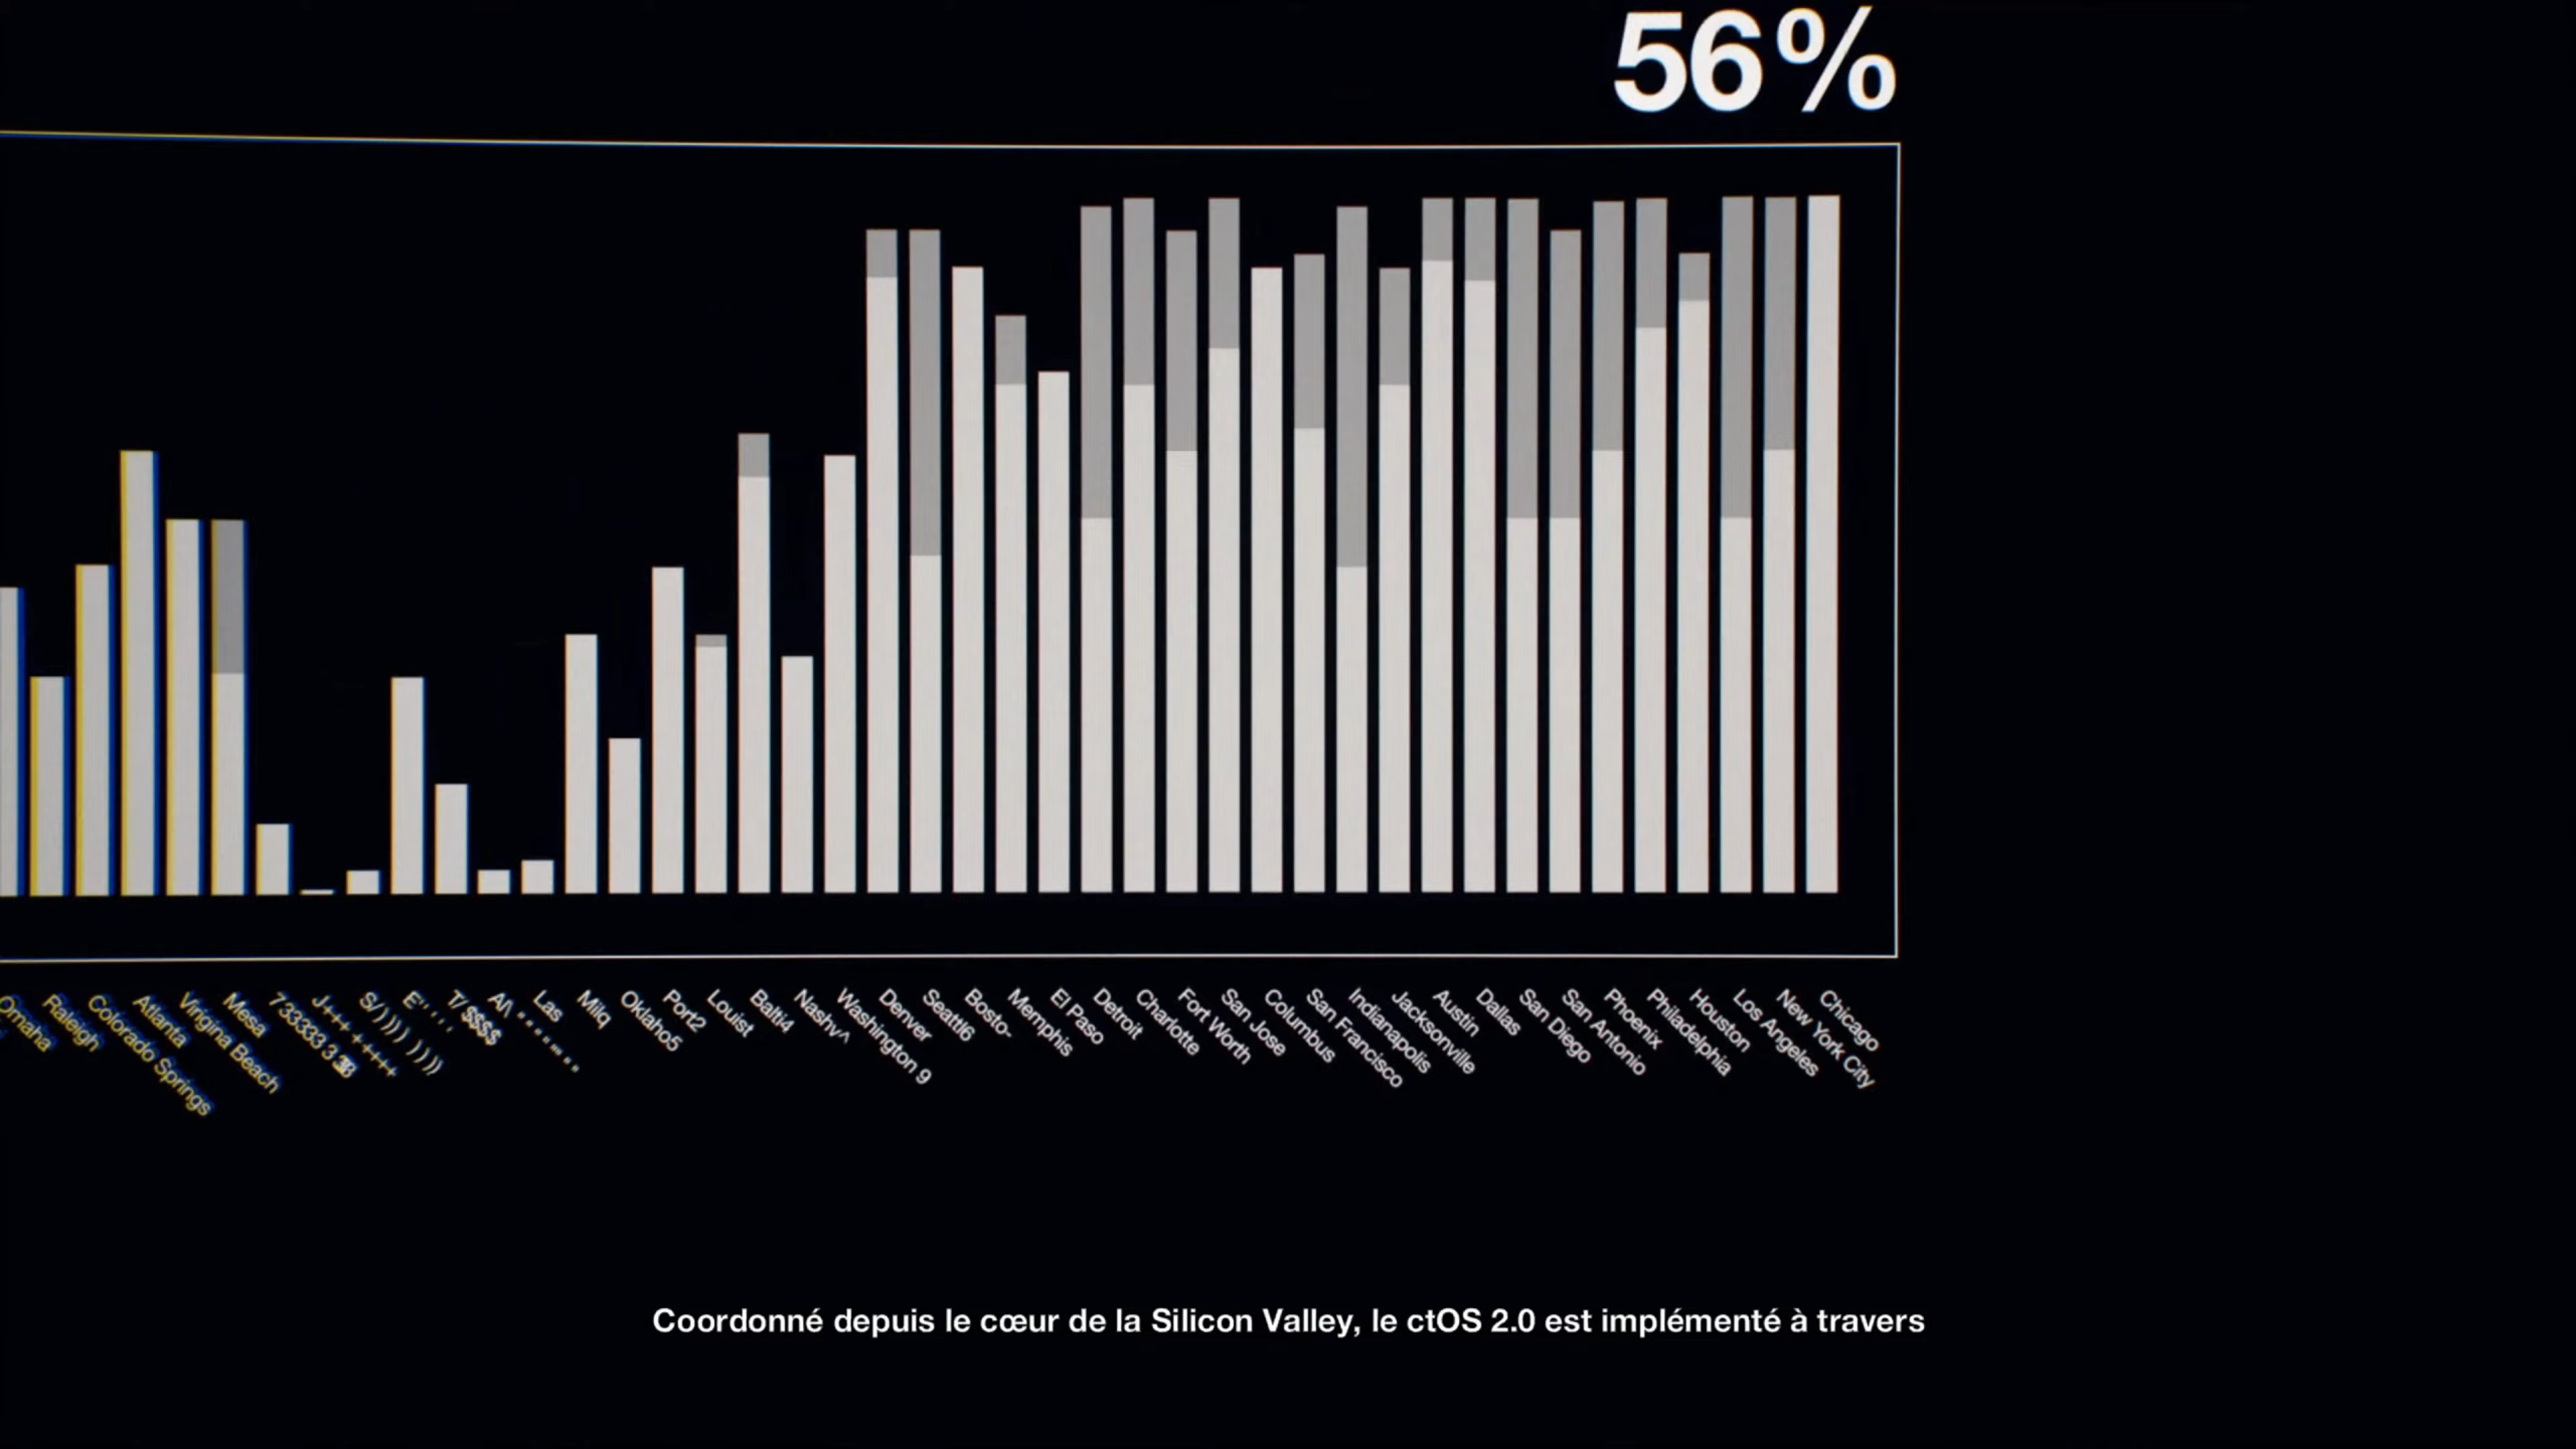 56%
Omaha
Raleigh
Colorado Springs
Atlanta
Virginia Beach
Mesa
Las
Milq
Oklaho5
Port2
Louist
Balti4
Nashv^
Washington 9
Denver
Seattl6
Bosto-
Memphis
El Paso
Detroit
Charlotte
Fort Worth
San Jose
Columbus
San Francisco
Indianapolis
Jacksonville
Austin
Dallas
San Diego
San Antonio
Phoenix
Philadelphia
Houston
Los Angeles
New York City
Chicago
Coordonné depuis le cœur de la Silicon Valley, le ctOS 2.0 est implémenté à travers